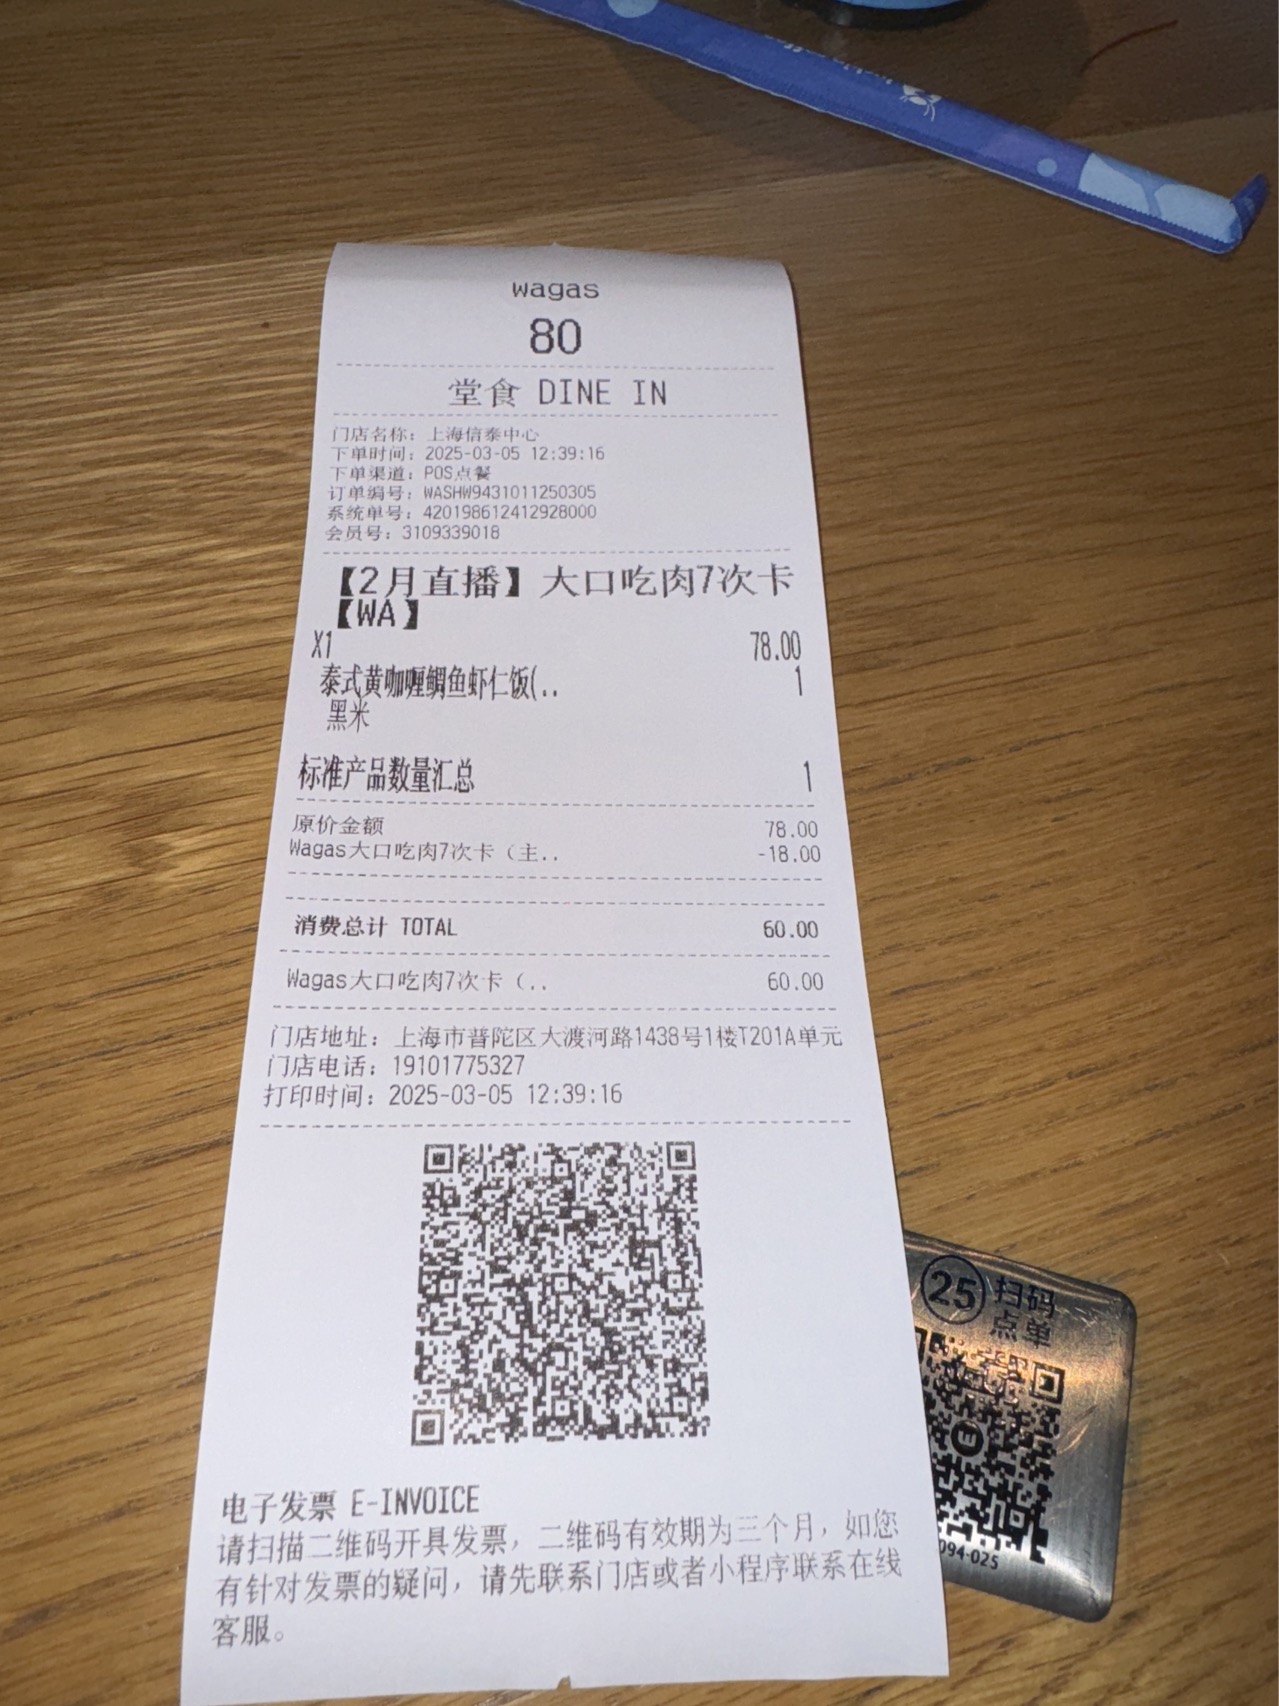 wagas
80
堂食 DINE IN
门店名称：上海信泰中心
下单时间：2025-03-05 12:39:16
下单渠道：POS点餐
订单编号：WASHW9431011250305
系统单号：420198612412928000
会员号：3109339018
【2月直播】大口吃肉7次卡
【WA】
X1 78.00
泰式黄咖喱鲷鱼虾仁饭(.. 1
黑米
标准产品数量汇总 1
原价金额 78.00
Wagas大口吃肉7次卡（主.. -18.00
消费总计 TOTAL 60.00
Wagas大口吃肉7次卡（.. 60.00
门店地址：上海市普陀区大渡河路1438号1楼T201A单元
门店电话：19101775327
打印时间：2025-03-05 12:39:16
电子发票 E-INVOICE
请扫描二维码开具发票，二维码有效期为三个月，如您
有针对发票的疑问，请先联系门店或者小程序联系在线
客服。
25 扫码
点单
094-025